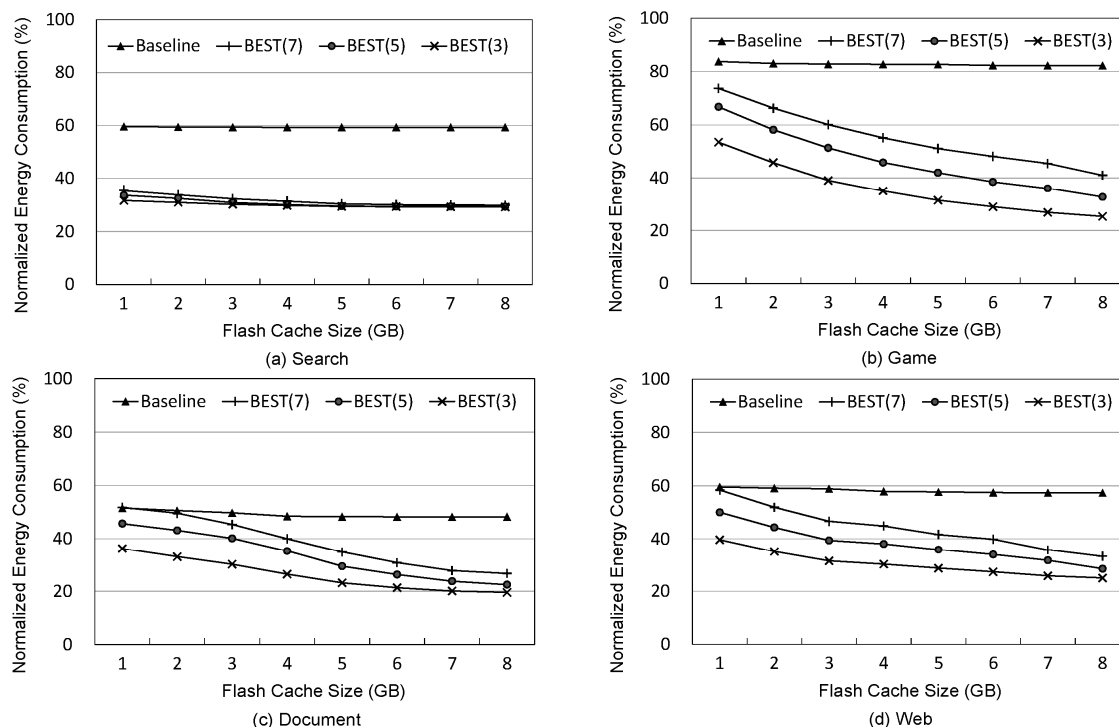 Normalized Energy Consumption (%)
100
80
60
40
20
0
Baseline BEST(7) BEST(5) BEST(3)
1 2 3 4 5 6 7 8
Flash Cache Size (GB)
(a) Search
Normalized Energy Consumption (%)
100
80
60
40
20
0
Baseline BEST(7) BEST(5) BEST(3)
1 2 3 4 5 6 7 8
Flash Cache Size (GB)
(b) Game
Normalized Energy Consumption (%)
100
80
60
40
20
0
Baseline BEST(7) BEST(5) BEST(3)
1 2 3 4 5 6 7 8
Flash Cache Size (GB)
(c) Document
Normalized Energy Consumption (%)
100
80
60
40
20
0
Baseline BEST(7) BEST(5) BEST(3)
1 2 3 4 5 6 7 8
Flash Cache Size (GB)
(d) Web